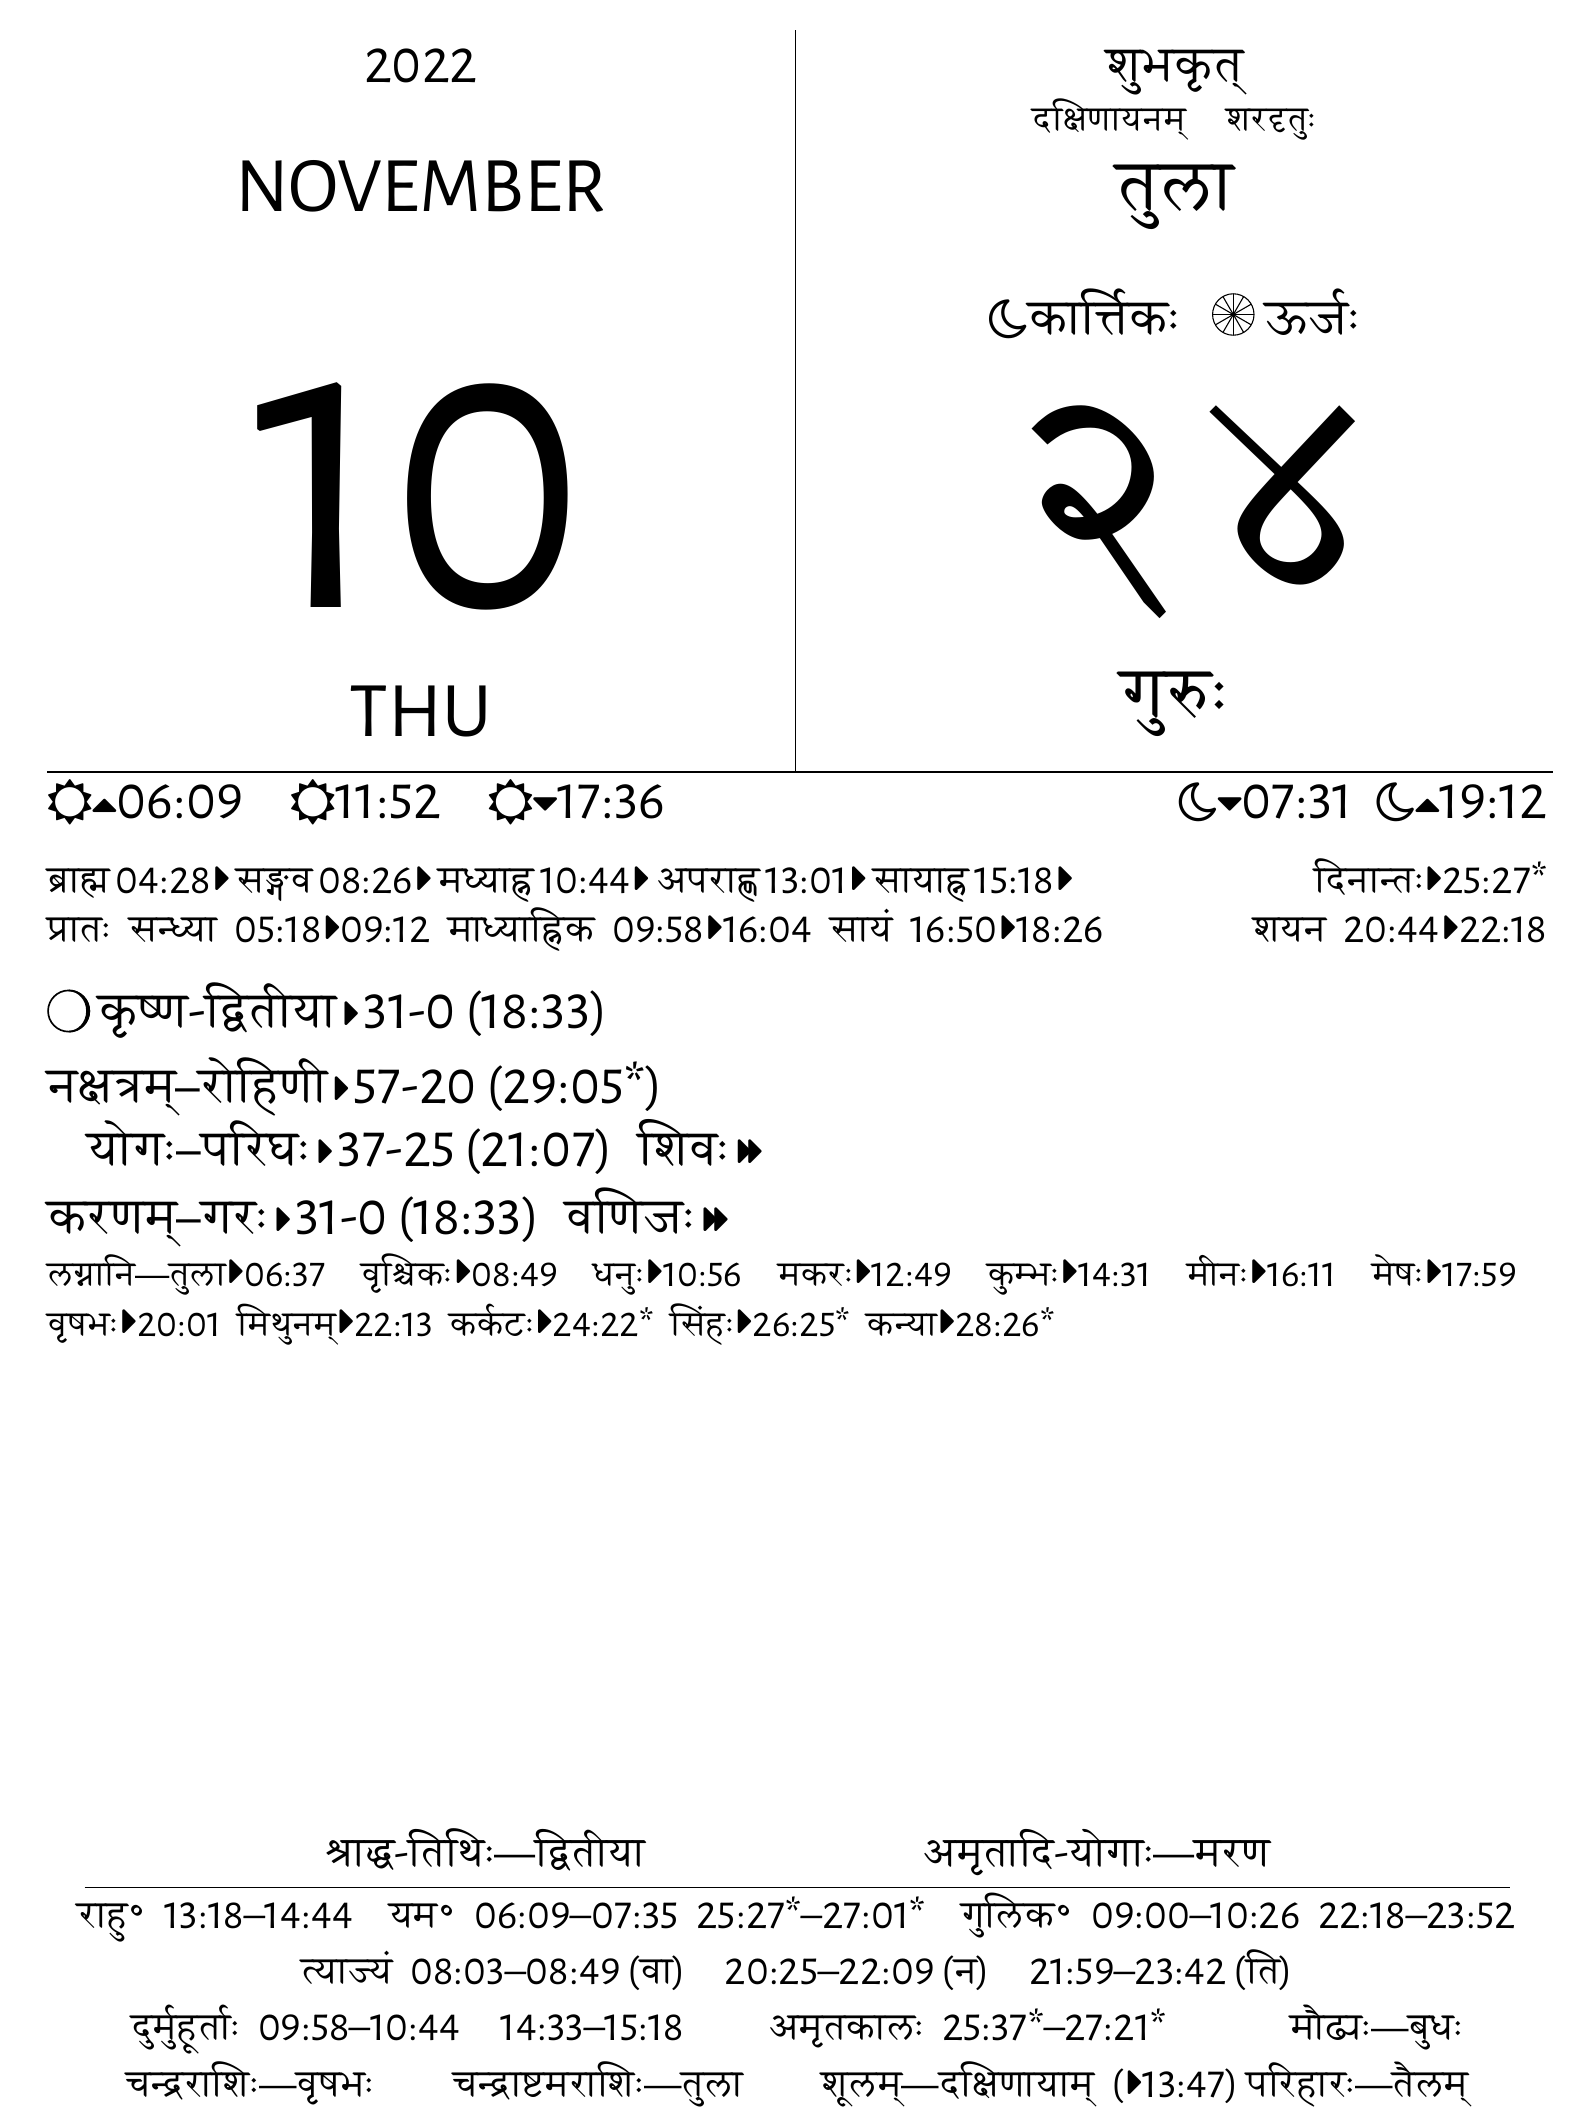 2022
NOVEMBER
10
THU
शुभकृत्
दक्षिणायनम् शरदृतुः
तुला
कार्त्तिकः ऊर्जः
२४
गुरुः
06:09 11:52 17:36 07:31 19:12
ब्राह्म 04:28 सङ्गव 08:26 मध्याह्न 10:44 अपराह्ण 13:01 सायाह्न 15:18 दिनान्तः 25:27*
प्रातः सन्ध्या 05:18 09:12 माध्याह्निक 09:58 16:04 सायं 16:50 18:26 शयन 20:44 22:18
कृष्ण-द्वितीया 31-0 (18:33)
नक्षत्रम्–रोहिणी 57-20 (29:05*)
योगः–परिघः 37-25 (21:07) शिवः
करणम्–गरः 31-0 (18:33) वणिजः
लग्नानि—तुला 06:37 वृश्चिकः 08:49 धनुः 10:56 मकरः 12:49 कुम्भः 14:31 मीनः 16:11 मेषः 17:59
वृषभः 20:01 मिथुनम् 22:13 कर्कटः 24:22* सिंहः 26:25* कन्या 28:26*
श्राद्ध-तिथिः—द्वितीया अमृतादि-योगाः—मरण
राहु॰ 13:18–14:44 यम॰ 06:09–07:35 25:27*–27:01* गुलिक॰ 09:00–10:26 22:18–23:52
त्याज्यं 08:03–08:49 (वा) 20:25–22:09 (न) 21:59–23:42 (ति)
दुर्मुहूर्ताः 09:58–10:44 14:33–15:18 अमृतकालः 25:37*–27:21* मौढ्यः—बुधः
चन्द्रराशिः—वृषभः चन्द्राष्टमराशिः—तुला शूलम्—दक्षिणायाम् (13:47) परिहारः—तैलम्